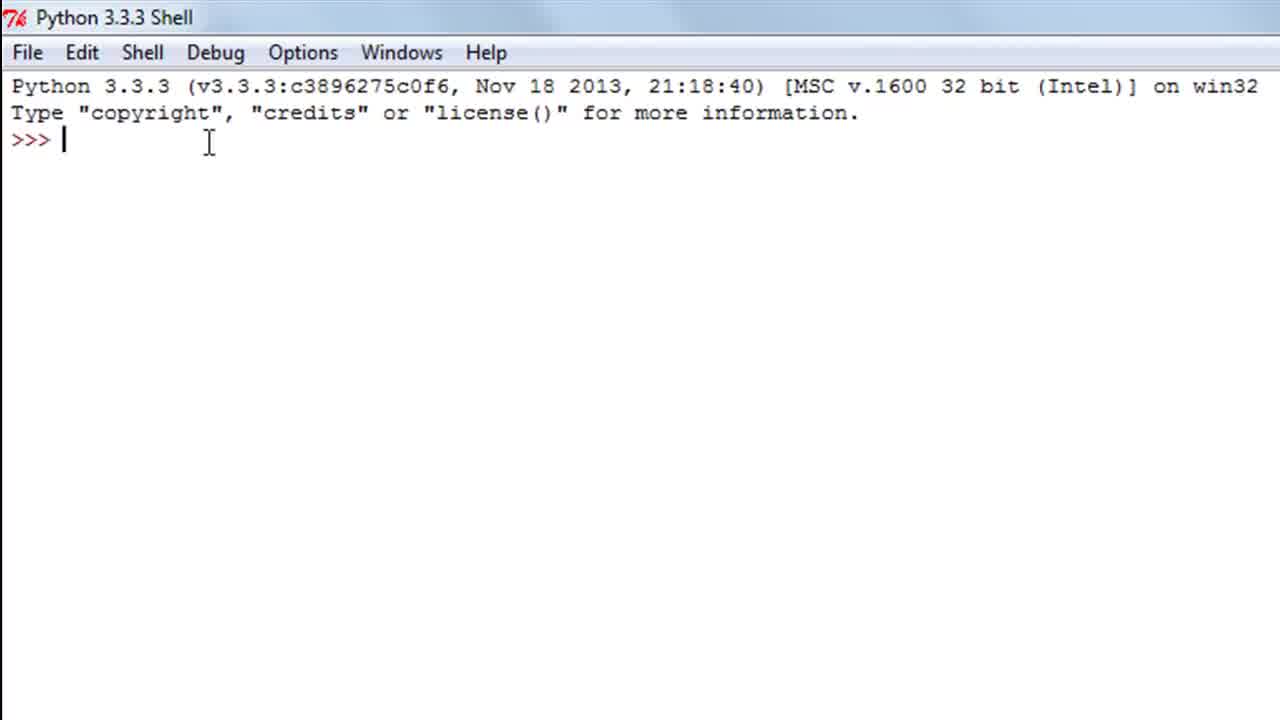 Python 3.3.3 Shell
File Edit Shell Debug Options Windows Help
Python 3.3.3 (v3.3.3:c3896275c0f6, Nov 18 2013, 21:18:40) [MSC v.1600 32 bit (Intel)] on win32
Type "copyright", "credits" or "license()" for more information.
>>>